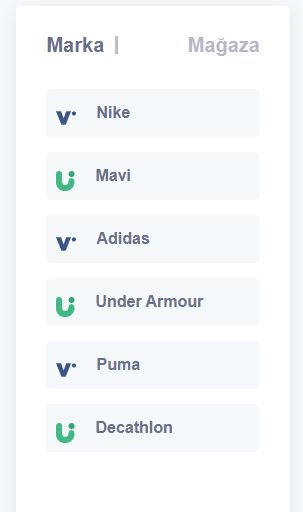 Marka | Mağaza
Nike
Mavi
Adidas
Under Armour
Puma
Decathlon